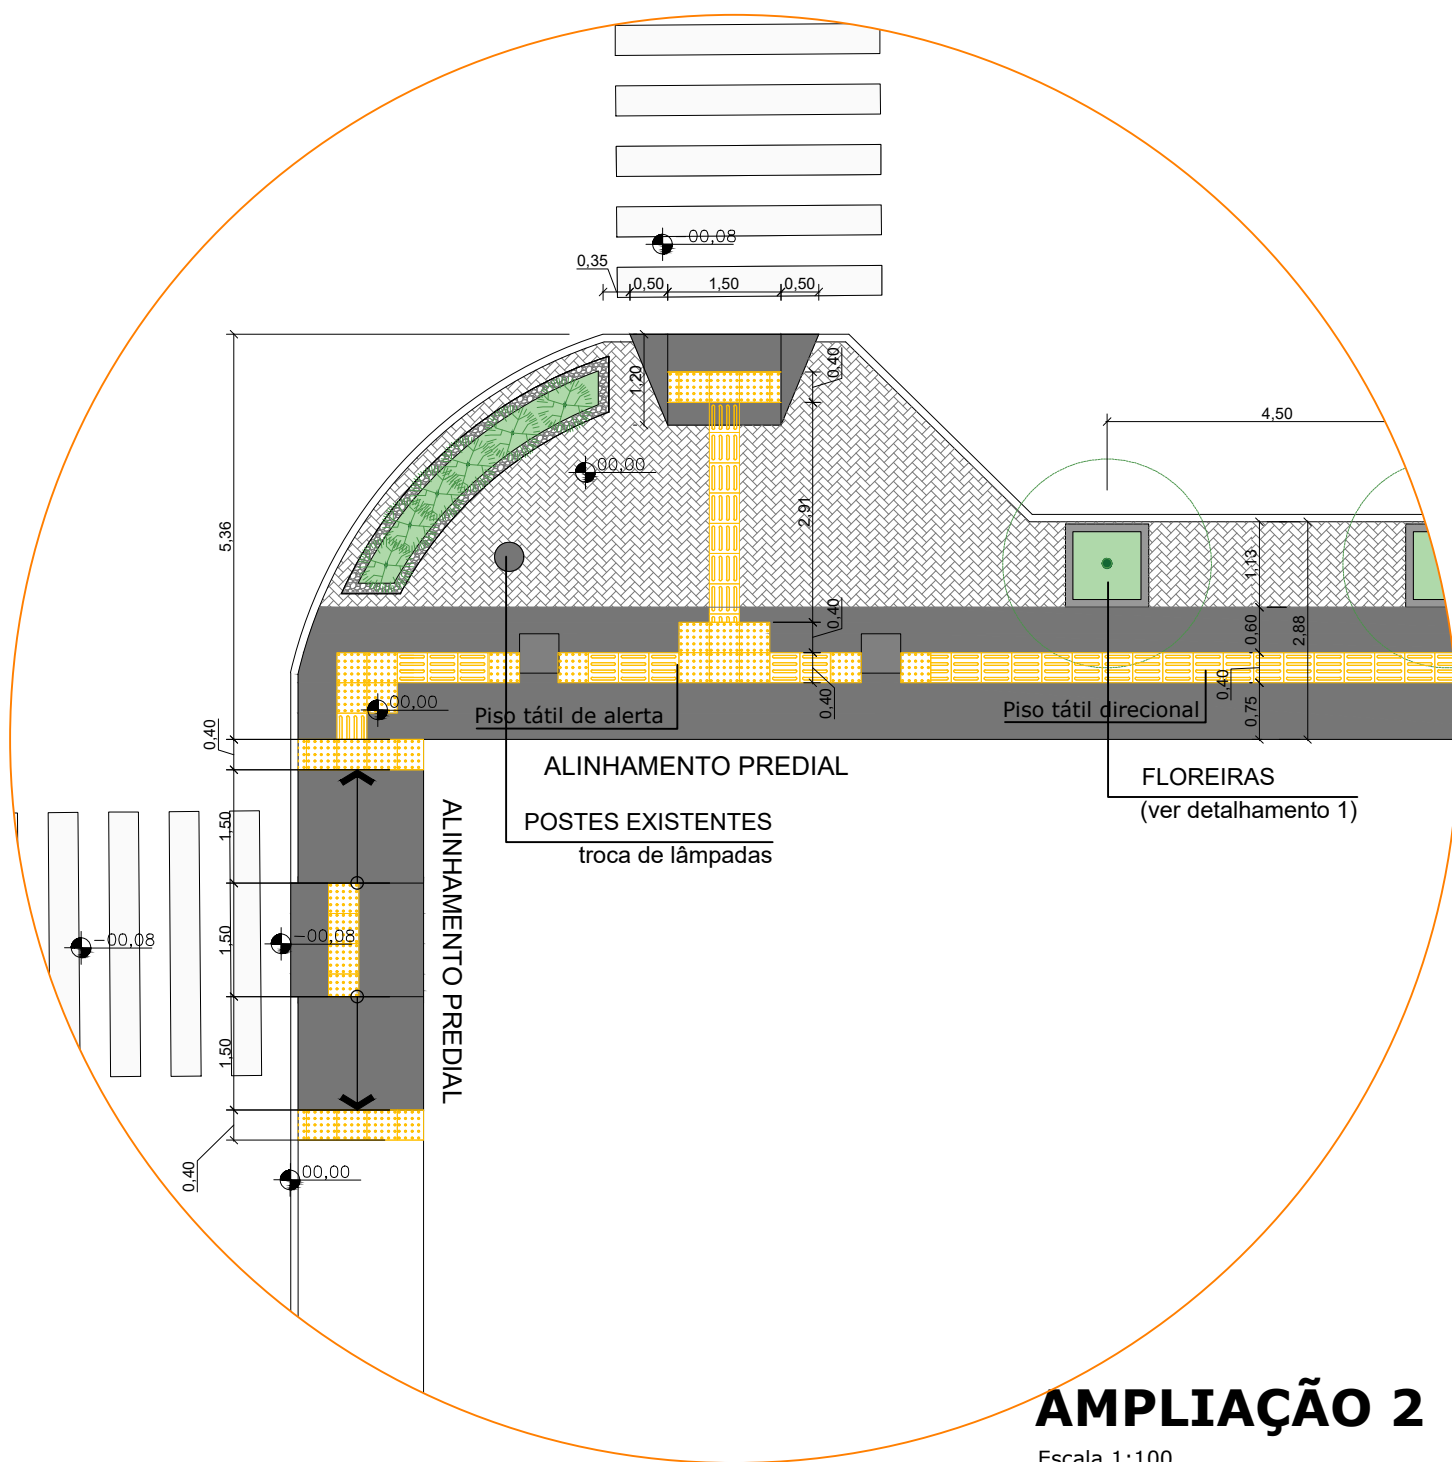 -00,08
0,35
0,50
1,50
0,50
1,20
0,40
4,50
00,00
5,36
2,91
1,13
0,40
0,60
2,88
0,40
0,40
0,75
00,00
Piso tátil de alerta
Piso tátil direcional
0,40
ALINHAMENTO PREDIAL
FLOREIRAS
(ver detalhamento 1)
POSTES EXISTENTES
troca de lâmpadas
ALINHAMENTO PREDIAL
1,50
-00,08
-00,08
1,50
1,50
0,40
00,00
AMPLIAÇÃO 2
Escala 1:100